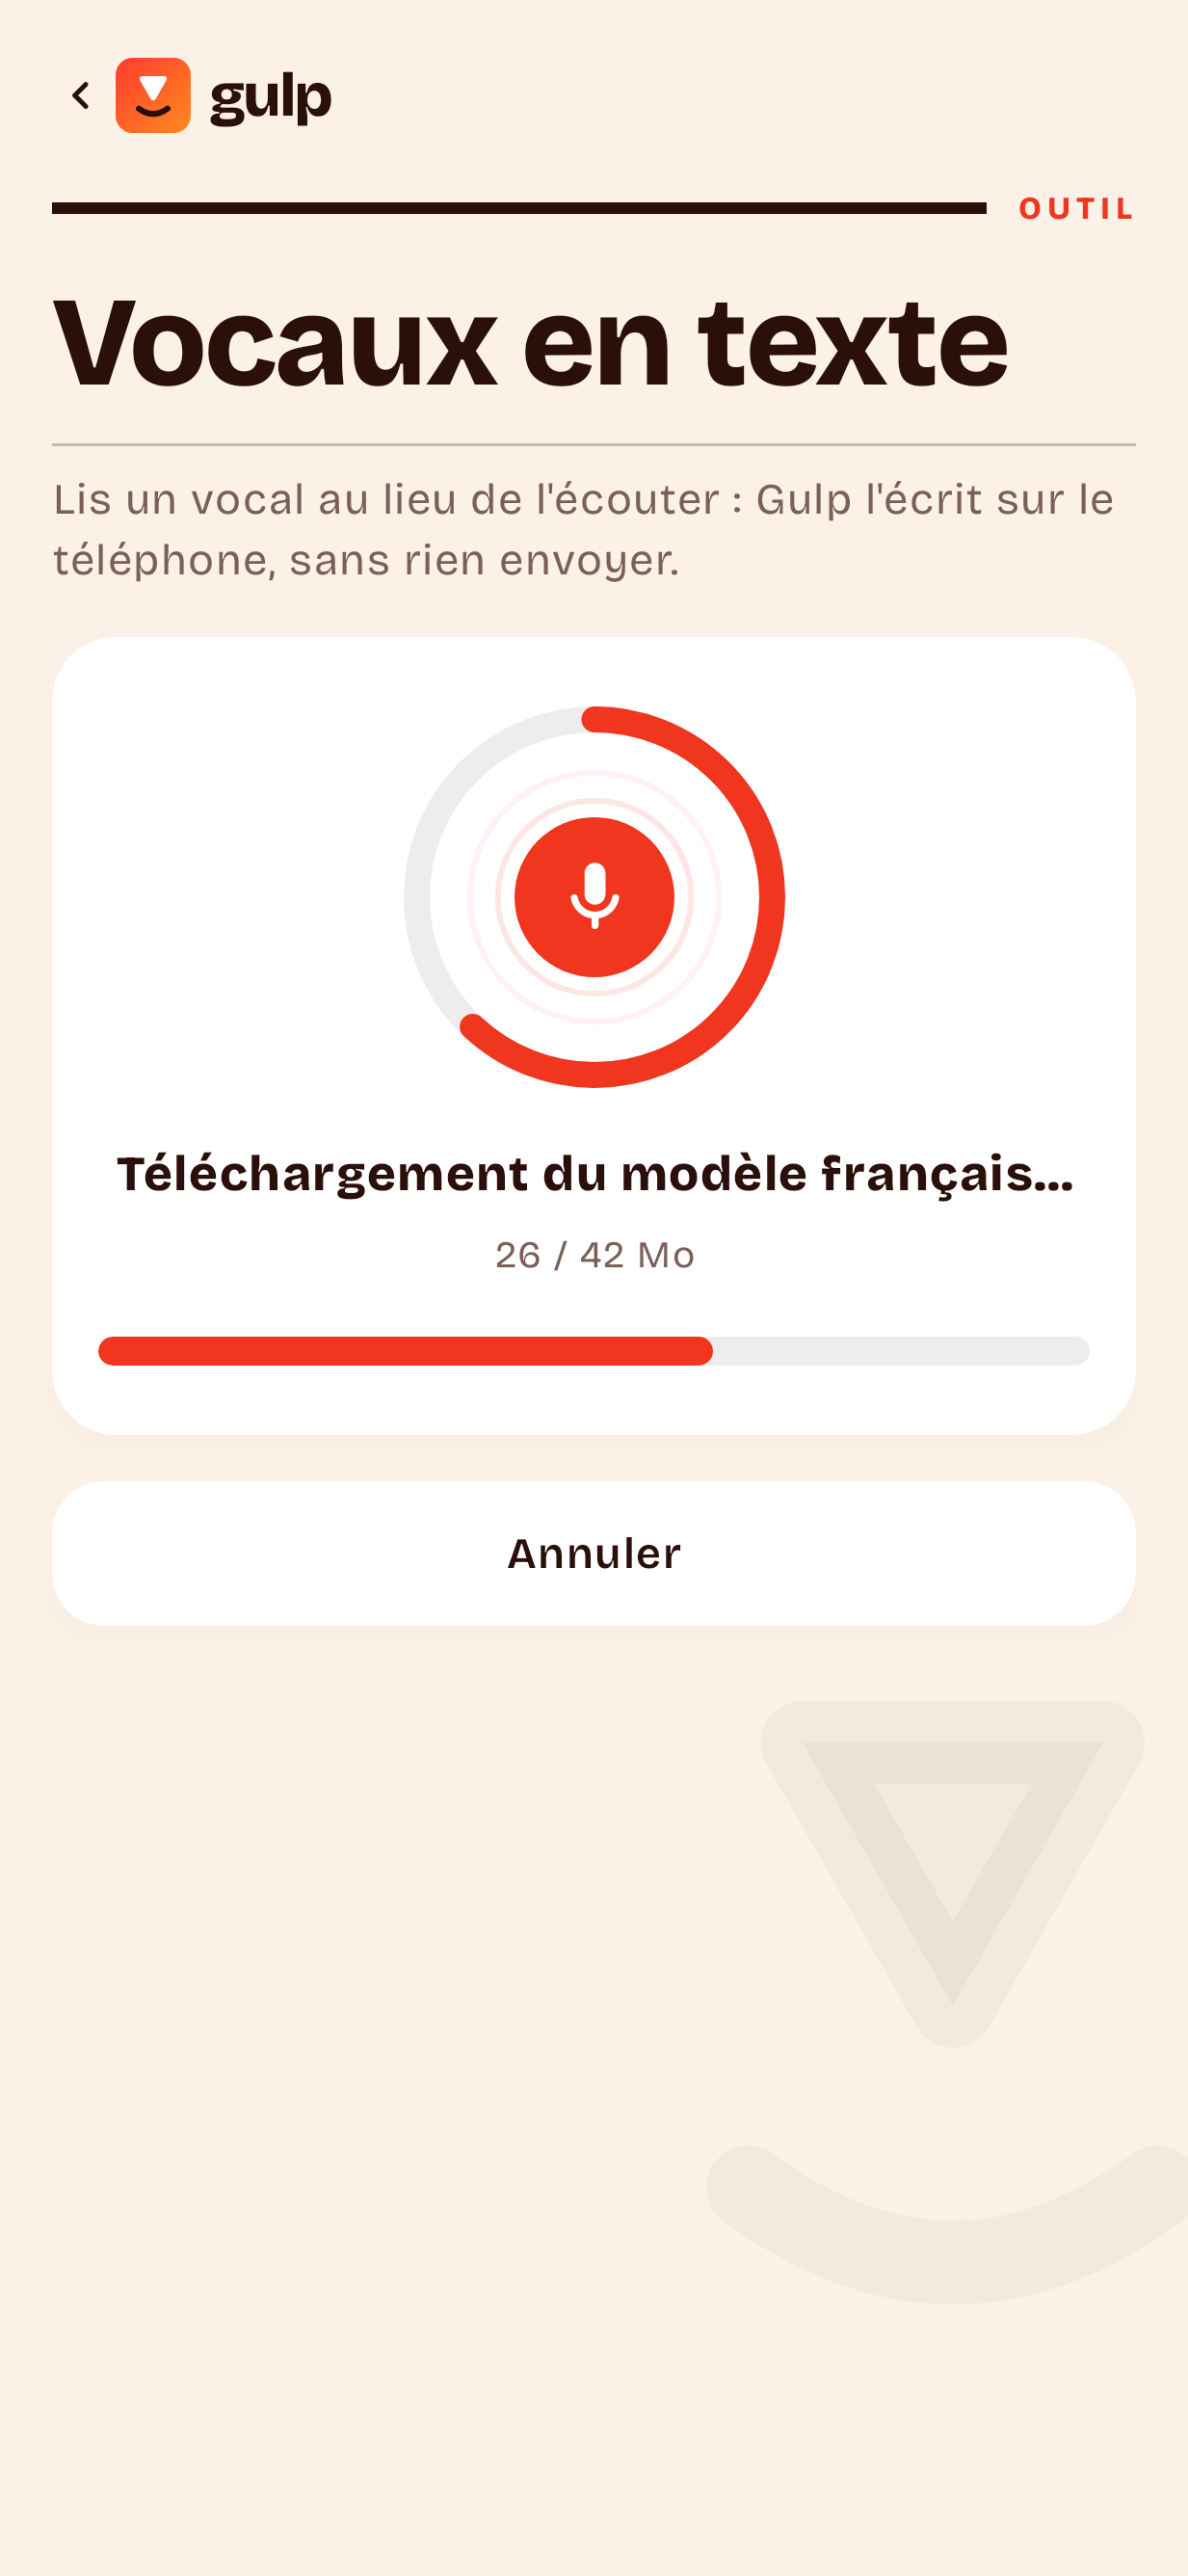 gulp
OUTIL
Vocaux en texte
Lis un vocal au lieu de l'écouter : Gulp l'écrit sur le
téléphone, sans rien envoyer.
Téléchargement du modèle français...
26 / 42 Mo
Annuler